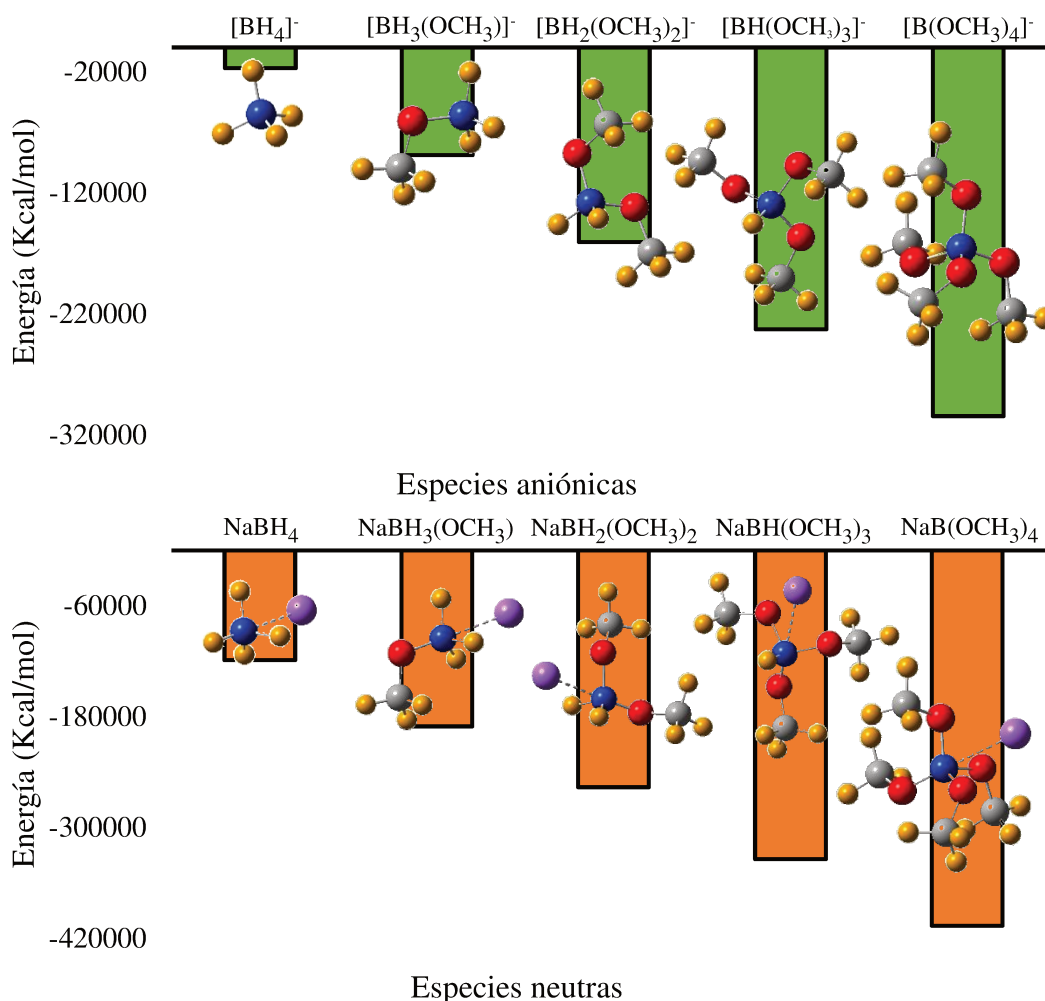 [BH₄]⁻ [BH₃(OCH₃)]⁻ [BH₂(OCH₃)₂]⁻ [BH(OCH₃)₃]⁻ [B(OCH₃)₄]⁻
-20000
-120000
-220000
-320000
Energía (Kcal/mol)
Especies aniónicas
NaBH₄ NaBH₃(OCH₃) NaBH₂(OCH₃)₂ NaBH(OCH₃)₃ NaB(OCH₃)₄
-60000
-180000
-300000
-420000
Energía (Kcal/mol)
Especies neutras